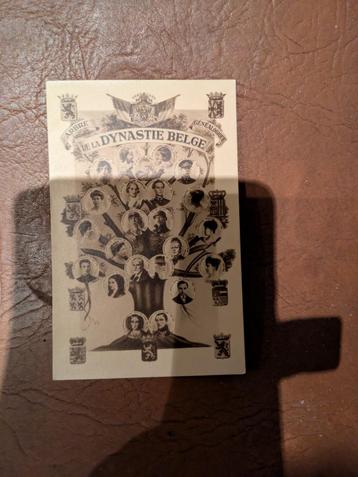 ARBRE GÉNÉALOGIQUE
DE LA DYNASTIE BELGE